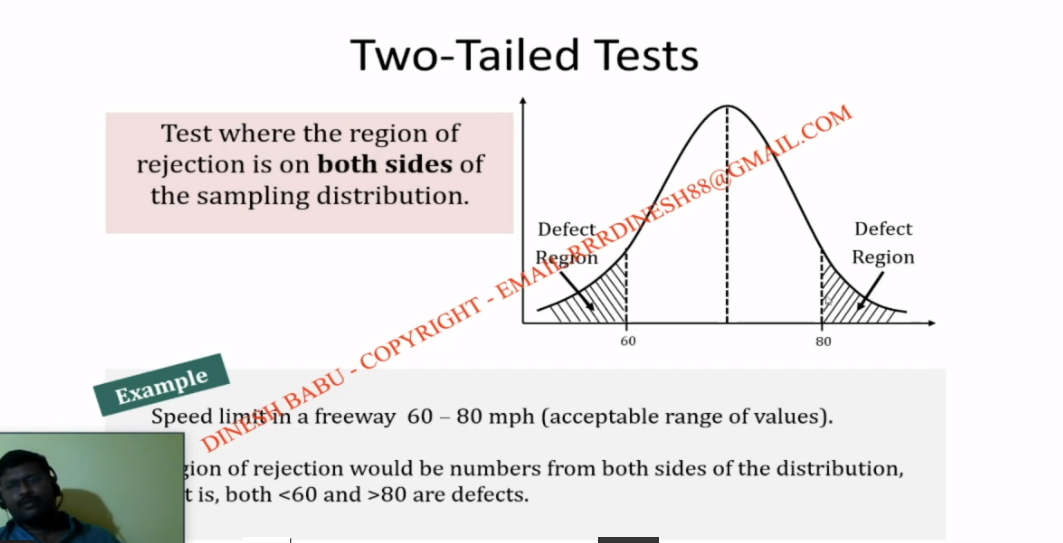 Two-Tailed Tests
Test where the region of
rejection is on both sides of
the sampling distribution.
Defect
Region
Defect
Region
60
80
DINESH BABU - COPYRIGHT - EMAIL-RRRDINESH88@GMAIL.COM
Example
Speed limit in a freeway 60 – 80 mph (acceptable range of values).
gion of rejection would be numbers from both sides of the distribution,
t is, both <60 and >80 are defects.